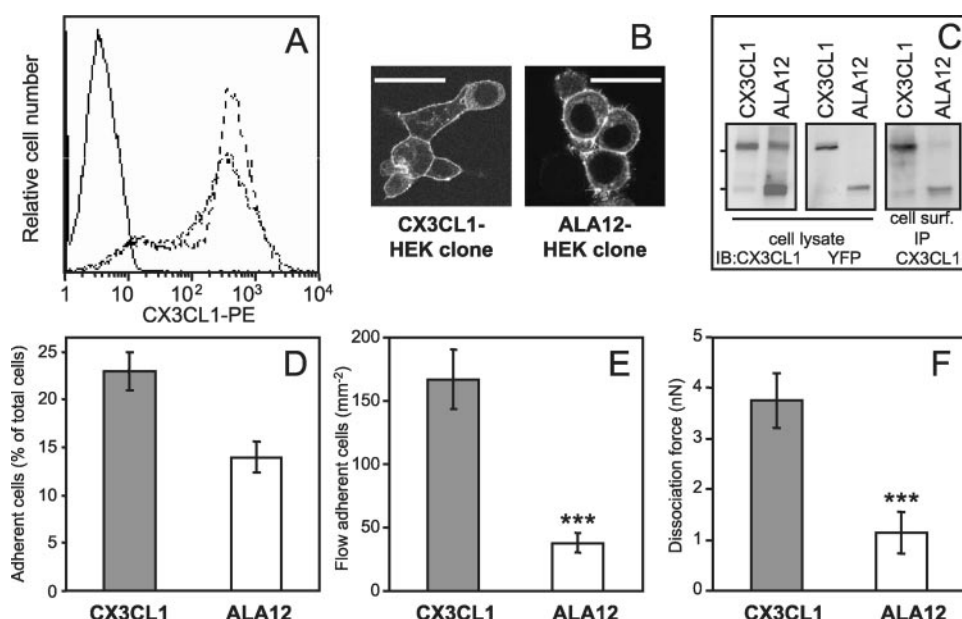 A
Relative cell number
1 10 10² 10³ 10⁴
CX3CL1-PE
B
CX3CL1-
HEK clone
ALA12-
HEK clone
C
CX3CL1 ALA12 CX3CL1 ALA12 CX3CL1 ALA12
cell lysate
IB:CX3CL1 YFP
cell surf.
IP
CX3CL1
D
Adherent cells (% of total cells)
25
20
15
10
5
0
CX3CL1 ALA12
E
Flow adherent cells (mm⁻²)
200
150
100
50
0
***
CX3CL1 ALA12
F
Dissociation force (nN)
5
4
3
2
1
0
***
CX3CL1 ALA12